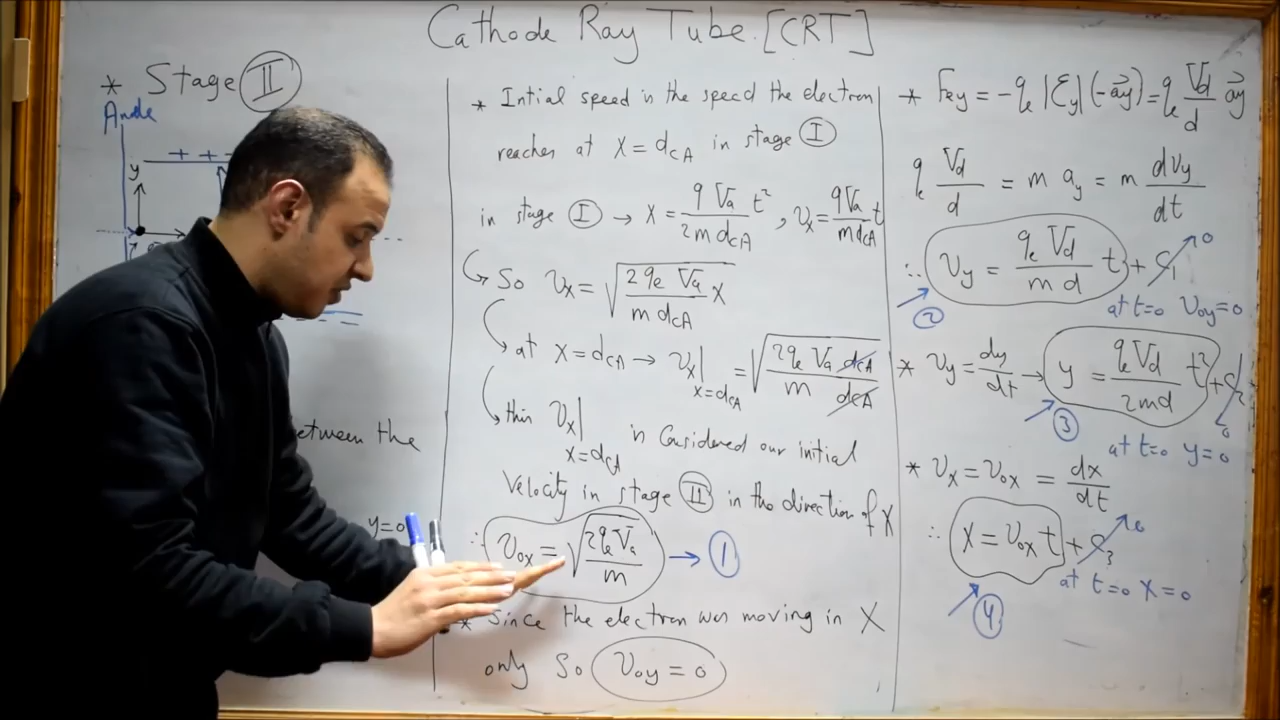 Cathode Ray Tube. [CRT]
* Stage II
Anode
+ + -
y
etween the
y=0
* Intial speed is the speed the electron
reaches at X = dCA in stage I
in stage I → X = q Va / 2m dCA t², vx = q Va / m dCA t
So vx = √(2qe Va / m dCA X)
at X = dCA → vx|x=dCA = √(2qe Va dCA / m dCA)
this vx|x=dCA is Considered our initial
Velocity in stage II in the direction of X
∴ vox = √(2qe Va / m) → 1
* Since the electron was moving in X
only So voy = 0
* FEy = -qe |Ey| (-ay) = qe Vd / d ay
qe Vd / d = m ay = m dvy / dt
∴ vy = qe Vd / m d t + C1 0
2 at t=0 voy=0
* vy = dy / dt → y = qe Vd / 2md t² + C2 0
3 at t=0 y=0
* vx = vox = dx / dt
∴ X = vox t + C3 0
at t=0 X=0
4